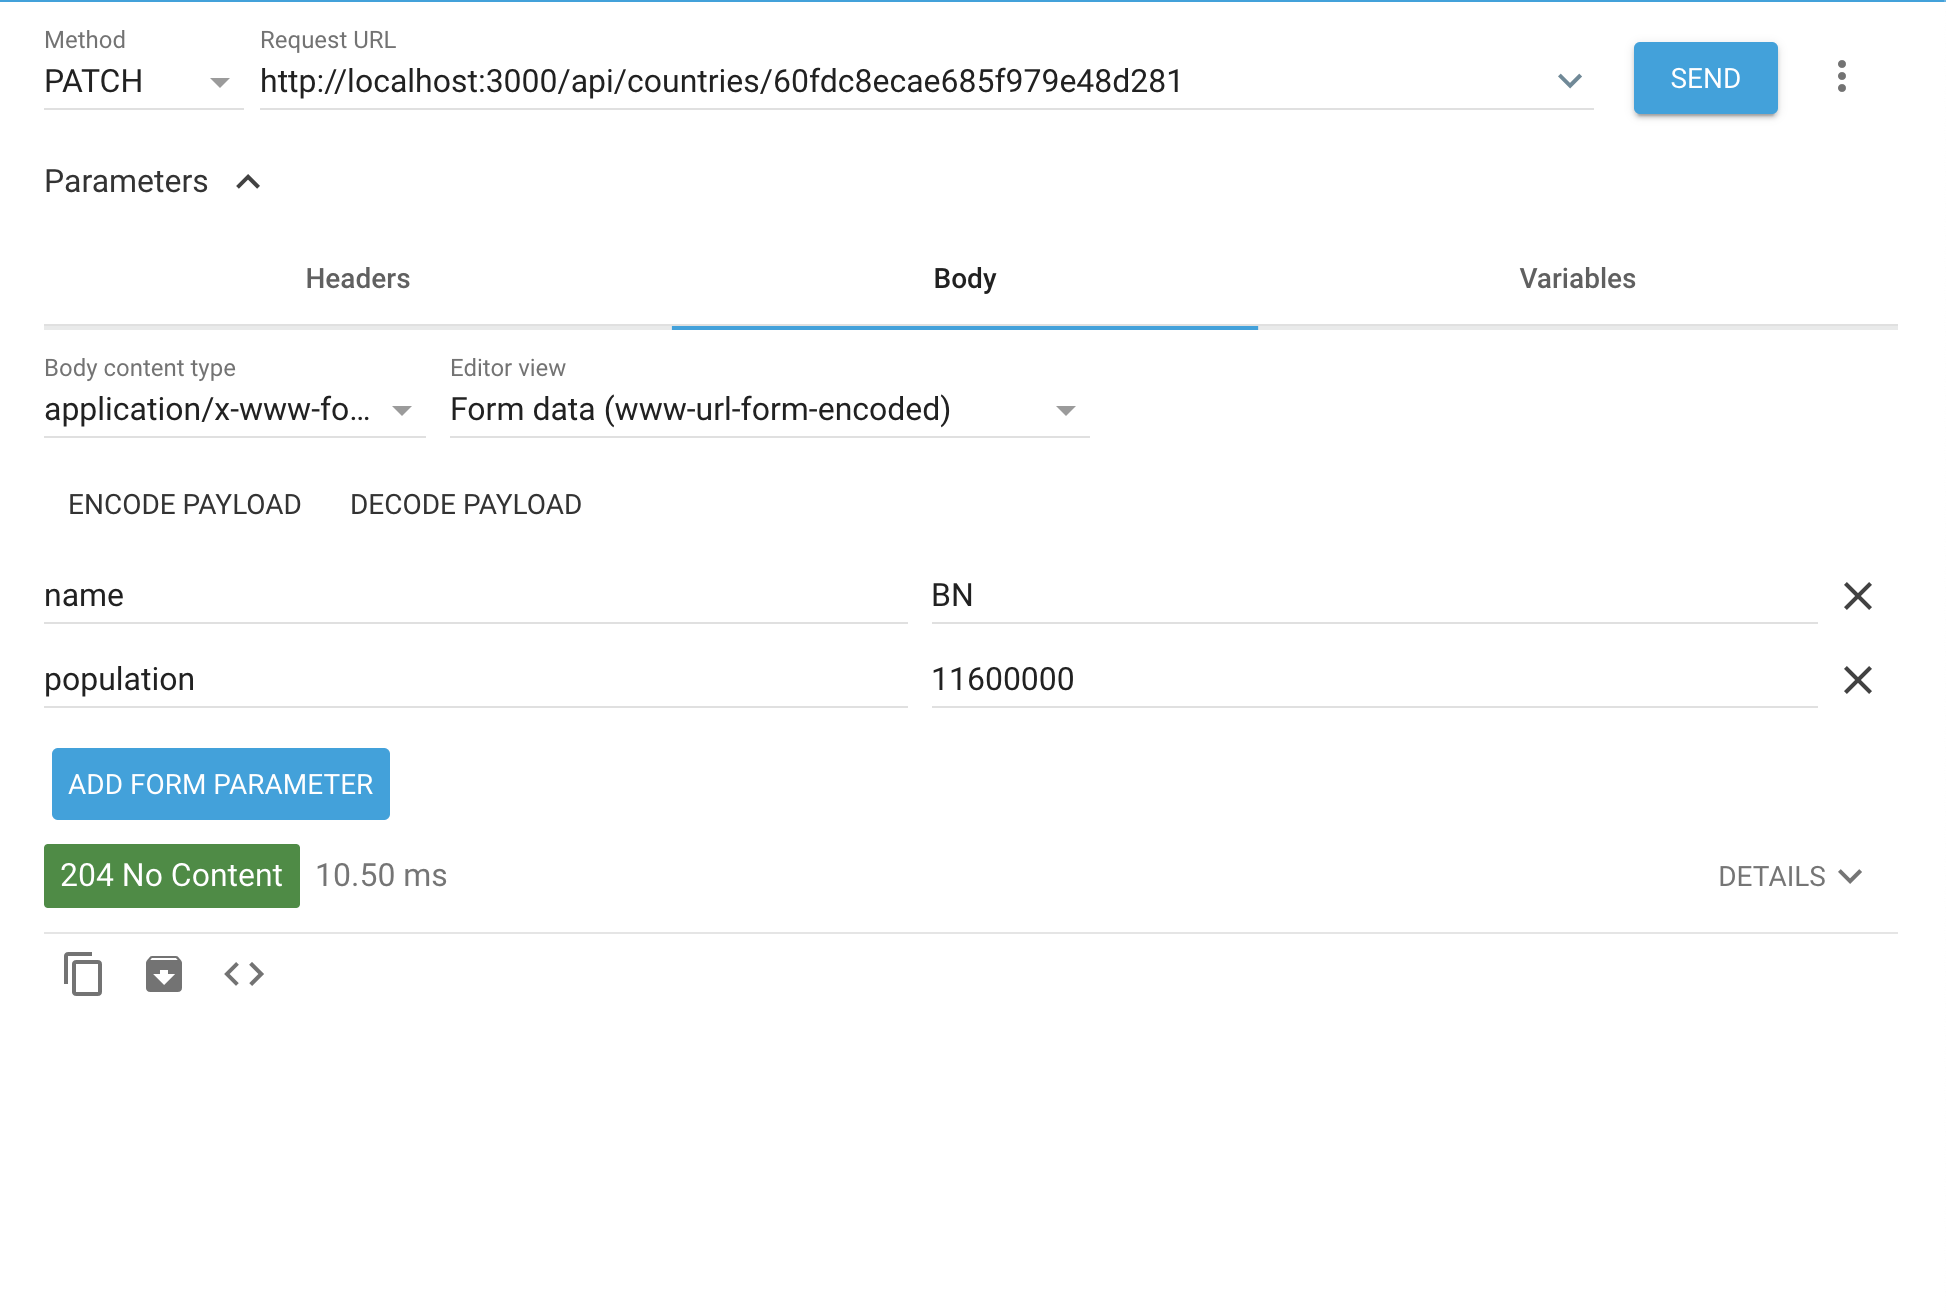 Method
Request URL
PATCH
http://localhost:3000/api/countries/60fdc8ecae685f979e48d281
SEND
Parameters
Headers
Body
Variables
Body content type
Editor view
application/x-www-fo...
Form data (www-url-form-encoded)
ENCODE PAYLOAD
DECODE PAYLOAD
name
BN
population
11600000
ADD FORM PARAMETER
204 No Content
10.50 ms
DETAILS